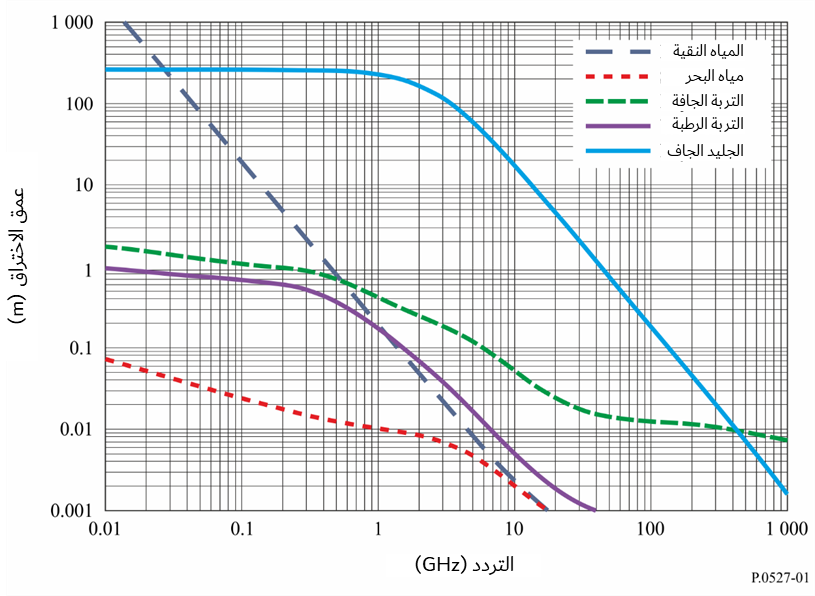 1 000
100
10
1
0.1
0.01
0.001
0.01 0.1 1 10 100 1 000
عمق الاختراق (m)
التردد (GHz)
المياه النقية
مياه البحر
التربة الجافة
التربة الرطبة
الجليد الجاف
P.0527-01